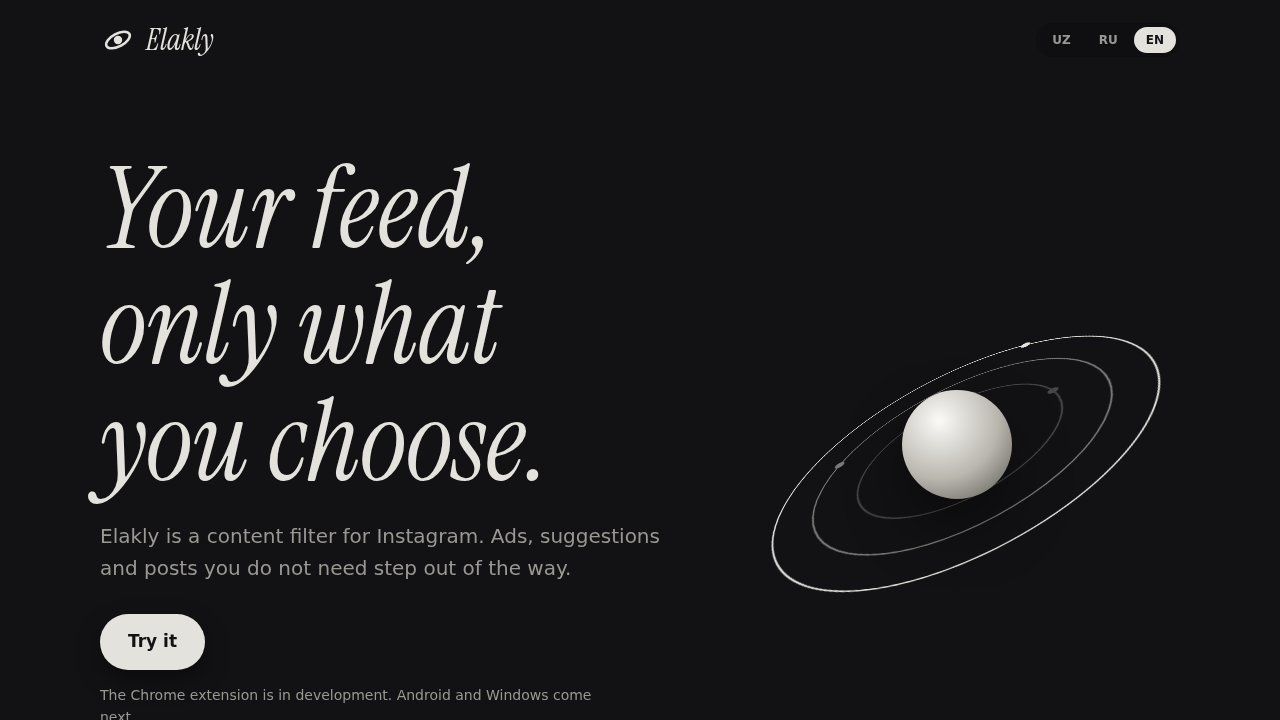 Elakly
UZ RU EN
Your feed,
only what
you choose.
Elakly is a content filter for Instagram. Ads, suggestions
and posts you do not need step out of the way.
Try it
The Chrome extension is in development. Android and Windows come
next.